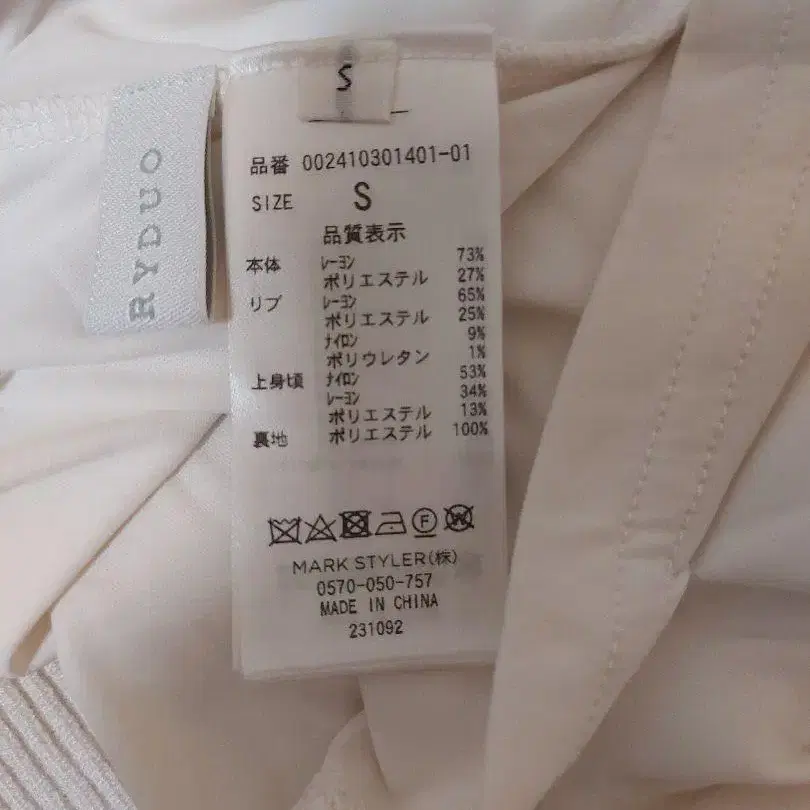 S
RYDUO
品番 002410301401-01
SIZE S
品質表示
本体 レーヨン 73%
ポリエステル 27%
リブ レーヨン 65%
ポリエステル 25%
ナイロン 9%
ポリウレタン 1%
上身頃 ナイロン 53%
レーヨン 34%
ポリエステル 13%
裏地 ポリエステル 100%
F W
MARK STYLER(株)
0570-050-757
MADE IN CHINA
231092